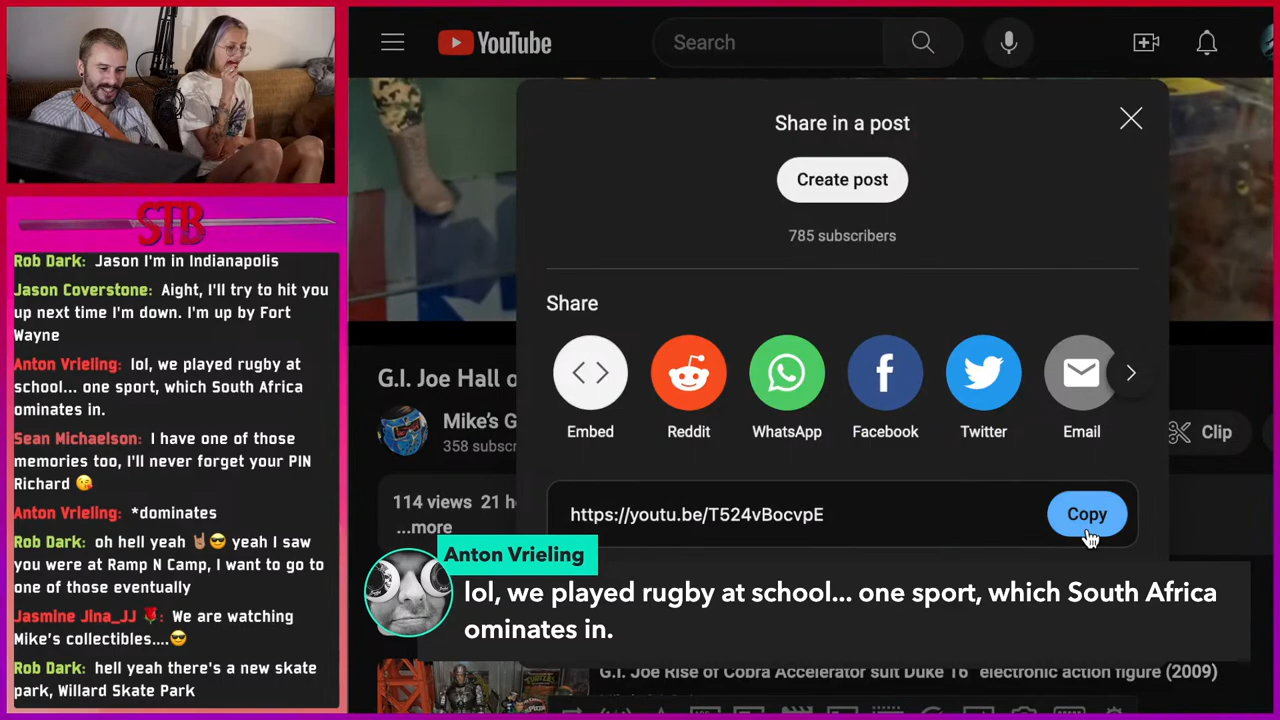 YouTube
Search
Share in a post
Create post
785 subscribers
Share
Embed
Reddit
WhatsApp
Facebook
Twitter
Email
https://youtu.be/T524vBocvpE
Copy
G.I. Joe Hall o
Mike's G
358 subscr
Clip
114 views 21 h
...more
STB
Rob Dark: Jason I'm in Indianapolis
Jason Coverstone: Aight, I'll try to hit you
up next time I'm down. I'm up by Fort
Wayne
Anton Vrieling: lol, we played rugby at
school... one sport, which South Africa
ominates in.
Sean Michaelson: I have one of those
memories too, I'll never forget your PIN
Richard 😘
Anton Vrieling: *dominates
Rob Dark: oh hell yeah 🤘🏼😎 yeah I saw
you were at Ramp N Camp, I want to go to
one of those eventually
Jasmine Jina_JJ 🌹: We are watching
Mike's collectibles....😎
Rob Dark: hell yeah there's a new skate
park, Willard Skate Park
Anton Vrieling
lol, we played rugby at school... one sport, which South Africa
ominates in.
G.I. Joe Rise of Cobra Accelerator suit Duke 16" electronic action figure (2009)